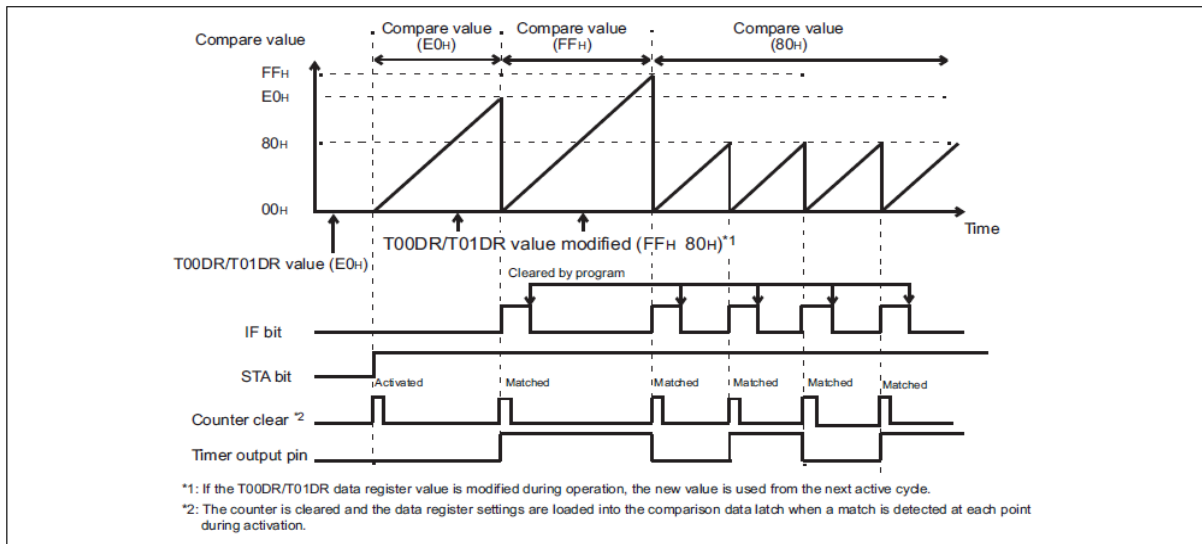 Compare value (E0H)
Compare value (FFH)
Compare value (80H)
Compare value
FFH
E0H
80H
00H
Time
T00DR/T01DR value modified (FFH 80H)*1
T00DR/T01DR value (E0H)
Cleared by program
IF bit
STA bit
Activated
Matched
Matched
Matched
Matched
Matched
Counter clear *2
Timer output pin
*1: If the T00DR/T01DR data register value is modified during operation, the new value is used from the next active cycle.
*2: The counter is cleared and the data register settings are loaded into the comparison data latch when a match is detected at each point
during activation.